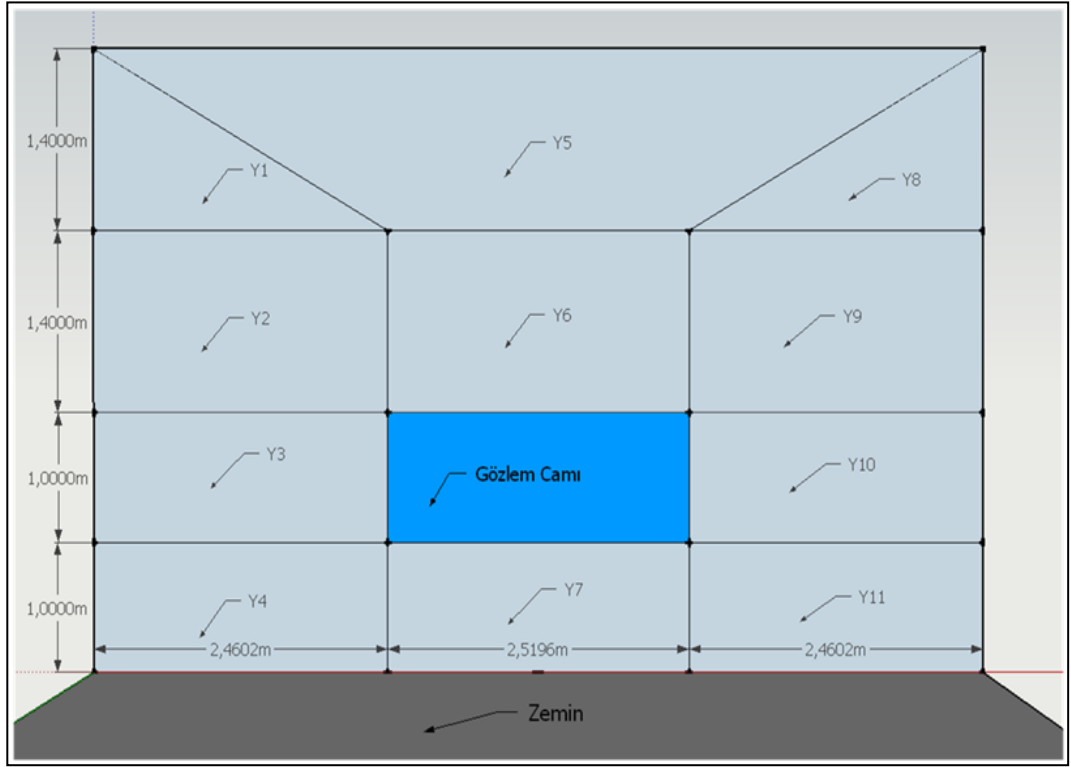 1,4000m
Y1
Y5
Y8
1,4000m
Y2
Y6
Y9
1,0000m
Y3
Gözlem Camı
Y10
1,0000m
Y4
Y7
Y11
2,4602m
2,5196m
2,4602m
Zemin